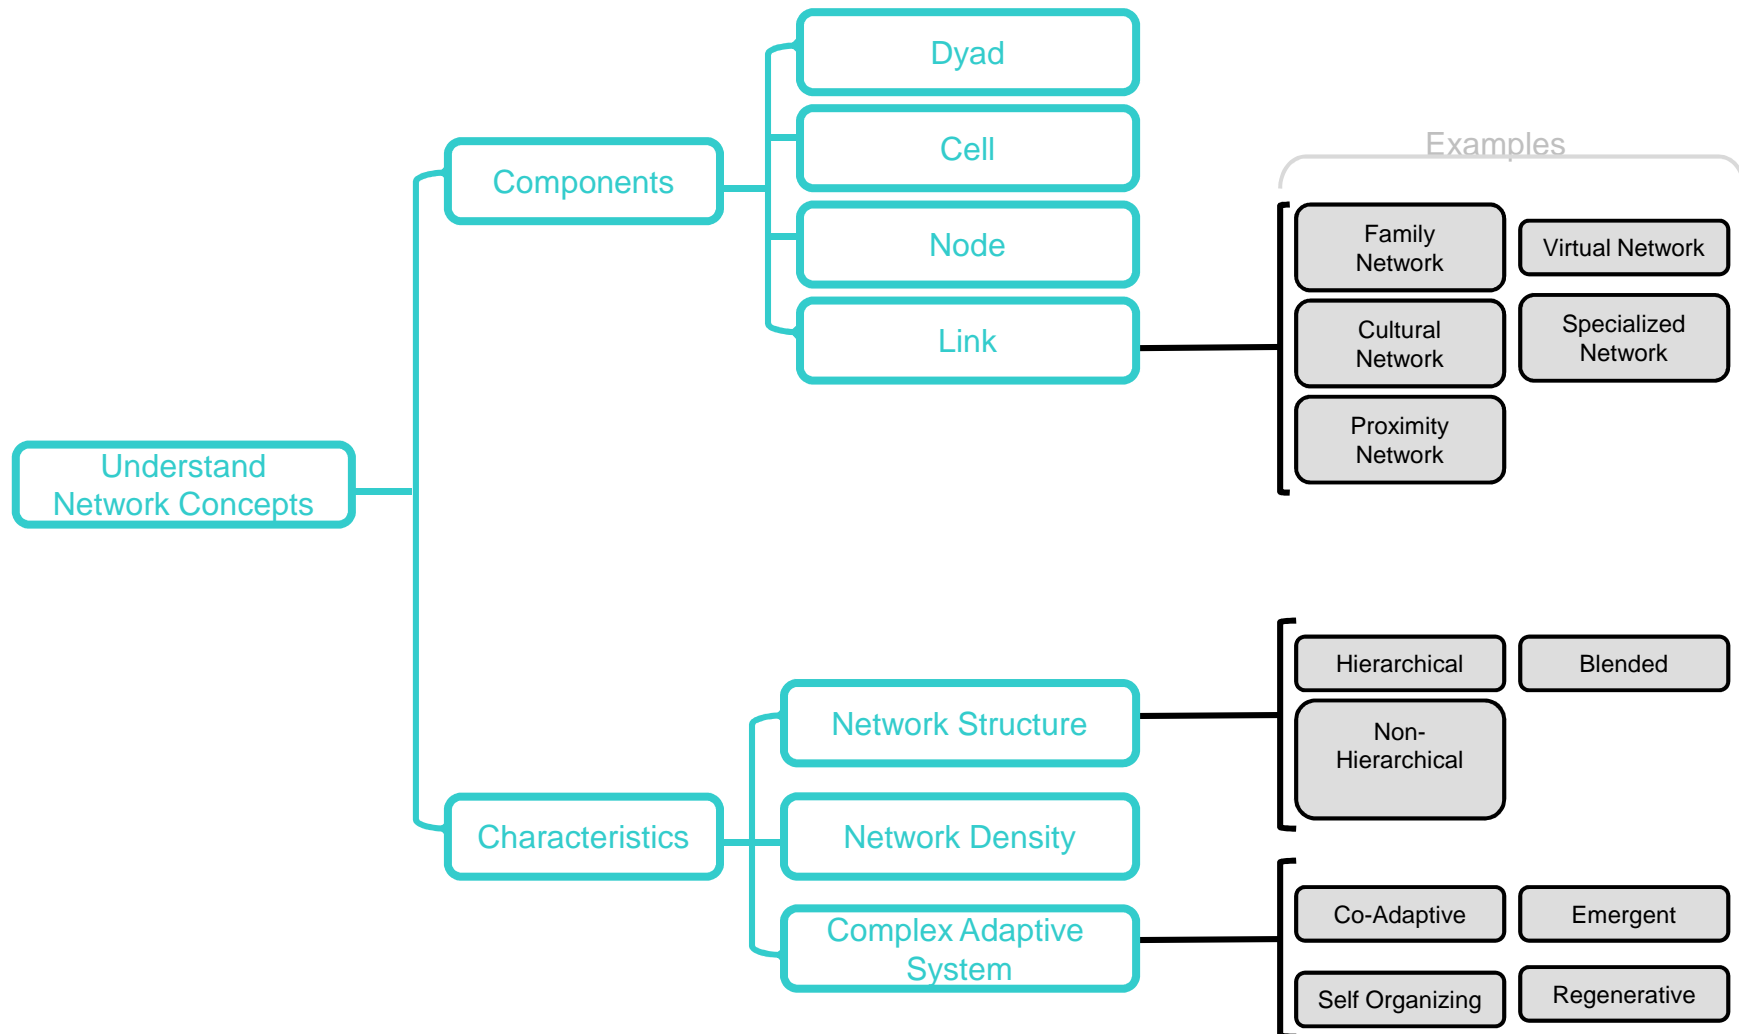 Dyad
Cell
Examples
Components
Node
Family
Network
Virtual Network
Link
Cultural
Network
Specialized
Network
Proximity
Network
Understand
Network Concepts
Network Structure
Hierarchical
Blended
Non-
Hierarchical
Characteristics
Network Density
Complex Adaptive
System
Co-Adaptive
Emergent
Self Organizing
Regenerative